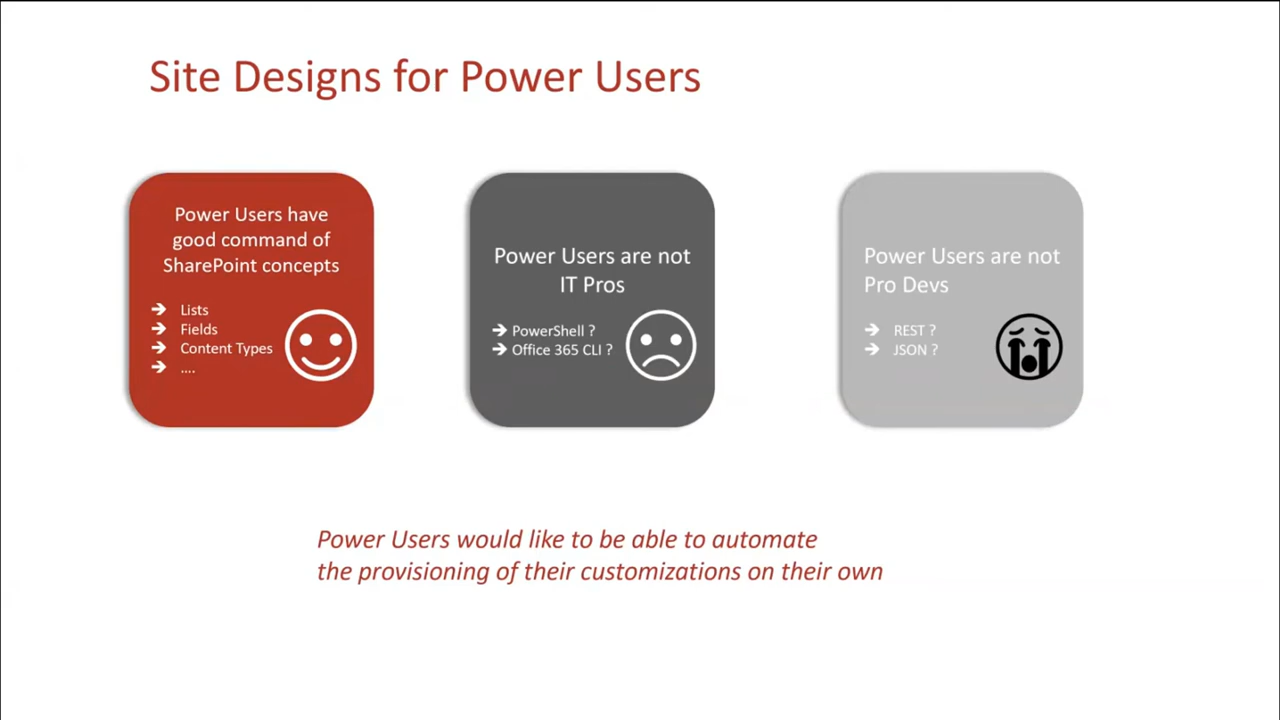 Site Designs for Power Users
Power Users have
good command of
SharePoint concepts
➔ Lists
➔ Fields
➔ Content Types
➔ ....
Power Users are not
IT Pros
➔ PowerShell ?
➔ Office 365 CLI ?
Power Users are not
Pro Devs
➔ REST ?
➔ JSON ?
Power Users would like to be able to automate
the provisioning of their customizations on their own